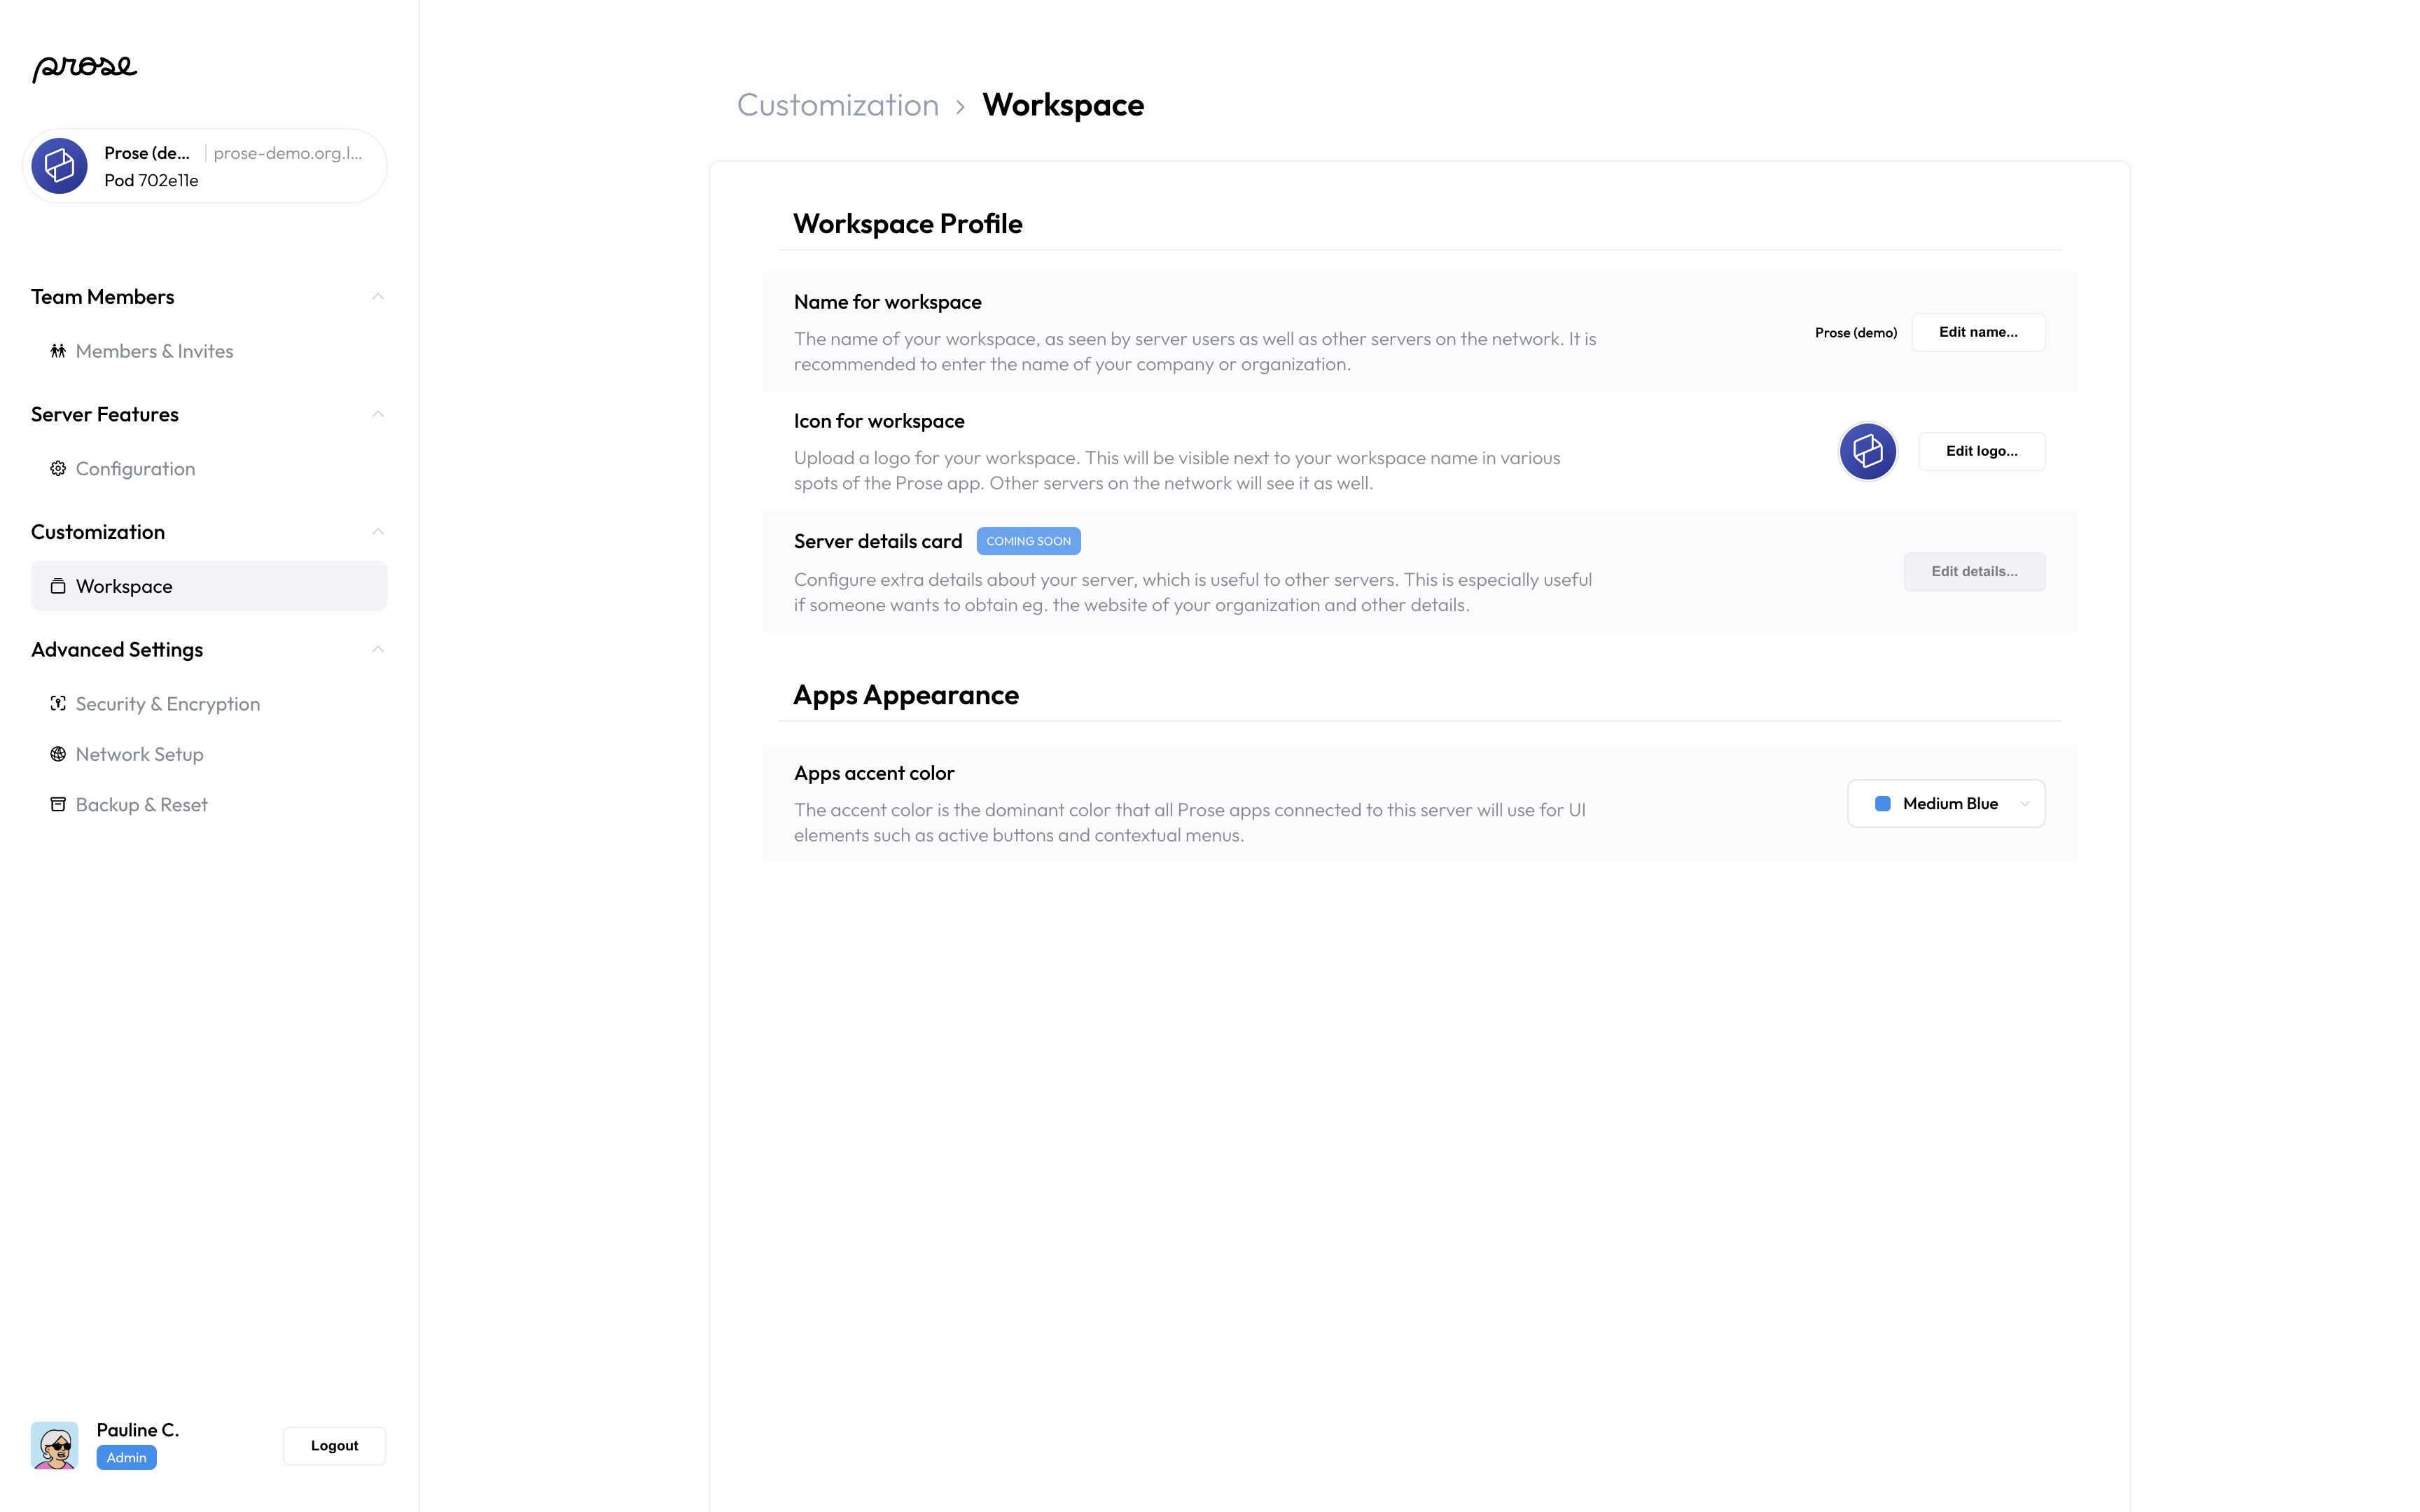 prose
Prose (de... prose-demo.org.l...
Pod 702e11e
Team Members
Members & Invites
Server Features
Configuration
Customization
Workspace
Advanced Settings
Security & Encryption
Network Setup
Backup & Reset
Pauline C.
Admin
Logout
Customization › Workspace
Workspace Profile
Name for workspace
The name of your workspace, as seen by server users as well as other servers on the network. It is
recommended to enter the name of your company or organization.
Prose (demo) Edit name...
Icon for workspace
Upload a logo for your workspace. This will be visible next to your workspace name in various
spots of the Prose app. Other servers on the network will see it as well.
Edit logo...
Server details card COMING SOON
Configure extra details about your server, which is useful to other servers. This is especially useful
if someone wants to obtain eg. the website of your organization and other details.
Edit details...
Apps Appearance
Apps accent color
The accent color is the dominant color that all Prose apps connected to this server will use for UI
elements such as active buttons and contextual menus.
Medium Blue